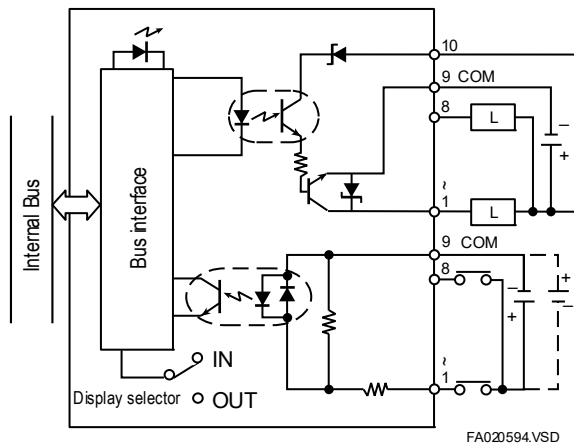 10
9 COM
8
L
−
+
~
1
L
Internal Bus
Bus interface
9 COM
8
−
+
+
−
~
1
IN
Display selector
OUT
FA020594.VSD